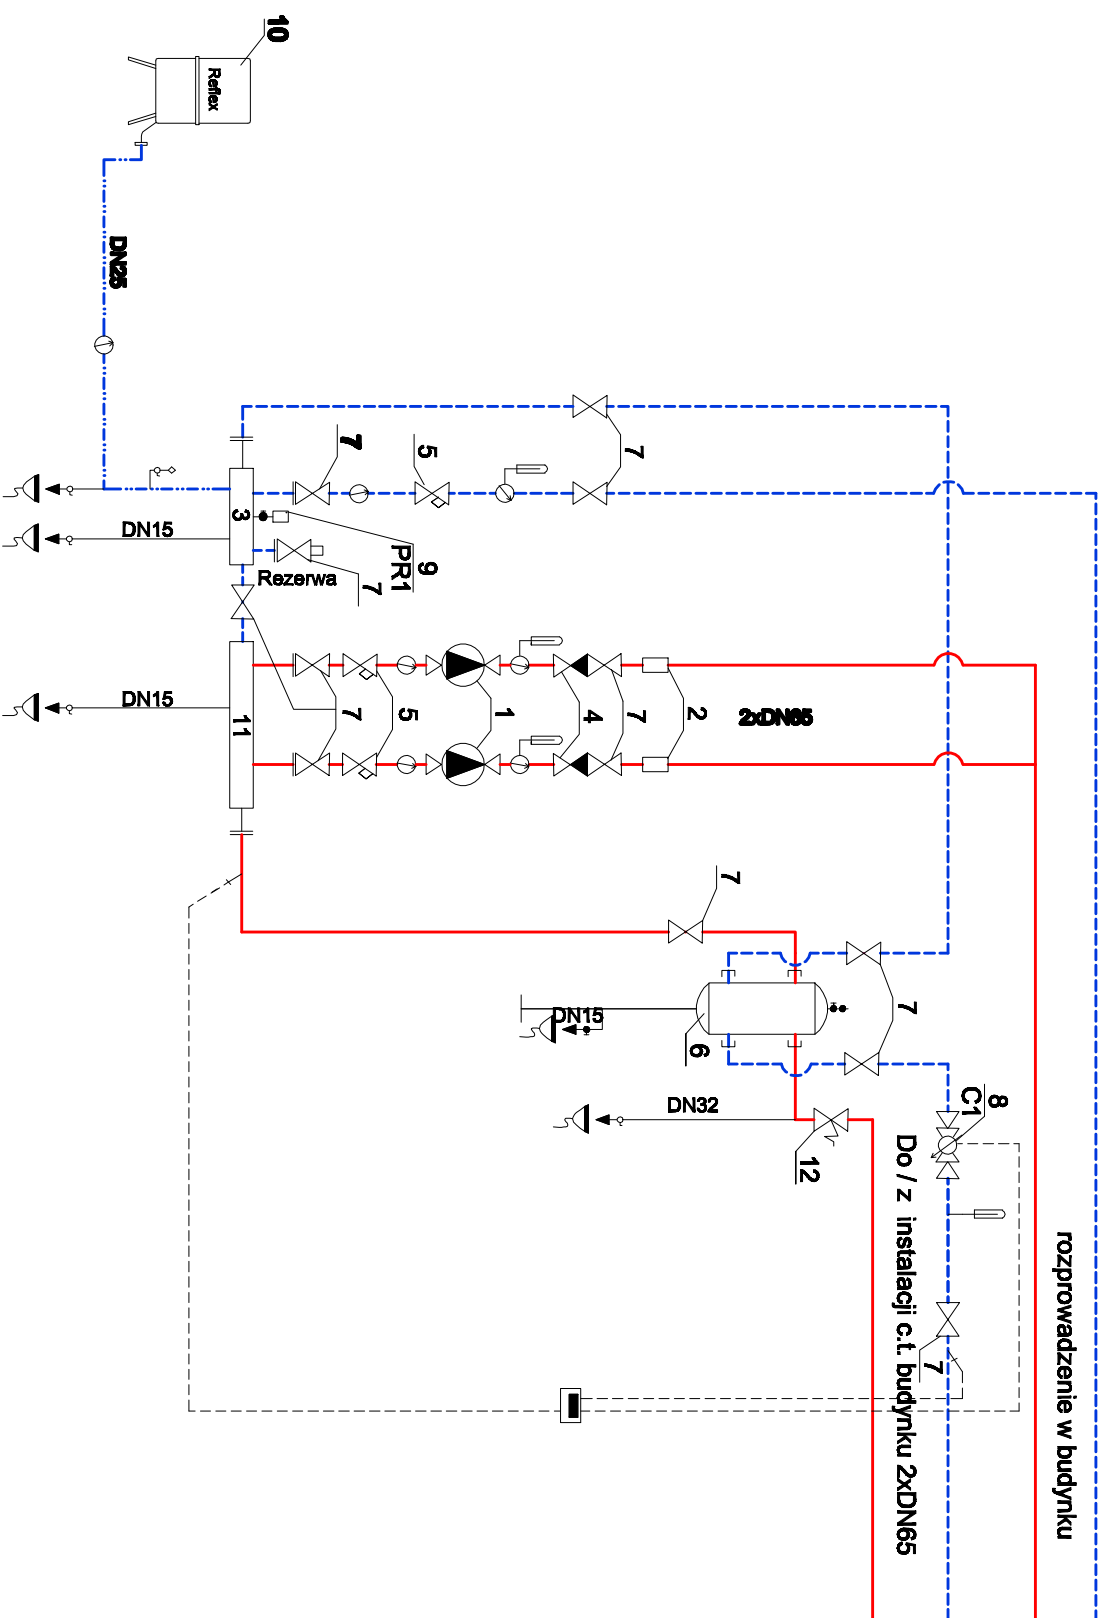 10
Reflex
DN25
7
5
7
3
DN15
9
PR1
Rezerwa
7
DN15
11
7
5
1
4
7
2
2xDN65
7
DN15
6
7
DN32
12
8
C1
Do / z instalacji c.t. budynku 2xDN65
7
rozprowadzenie w budynku